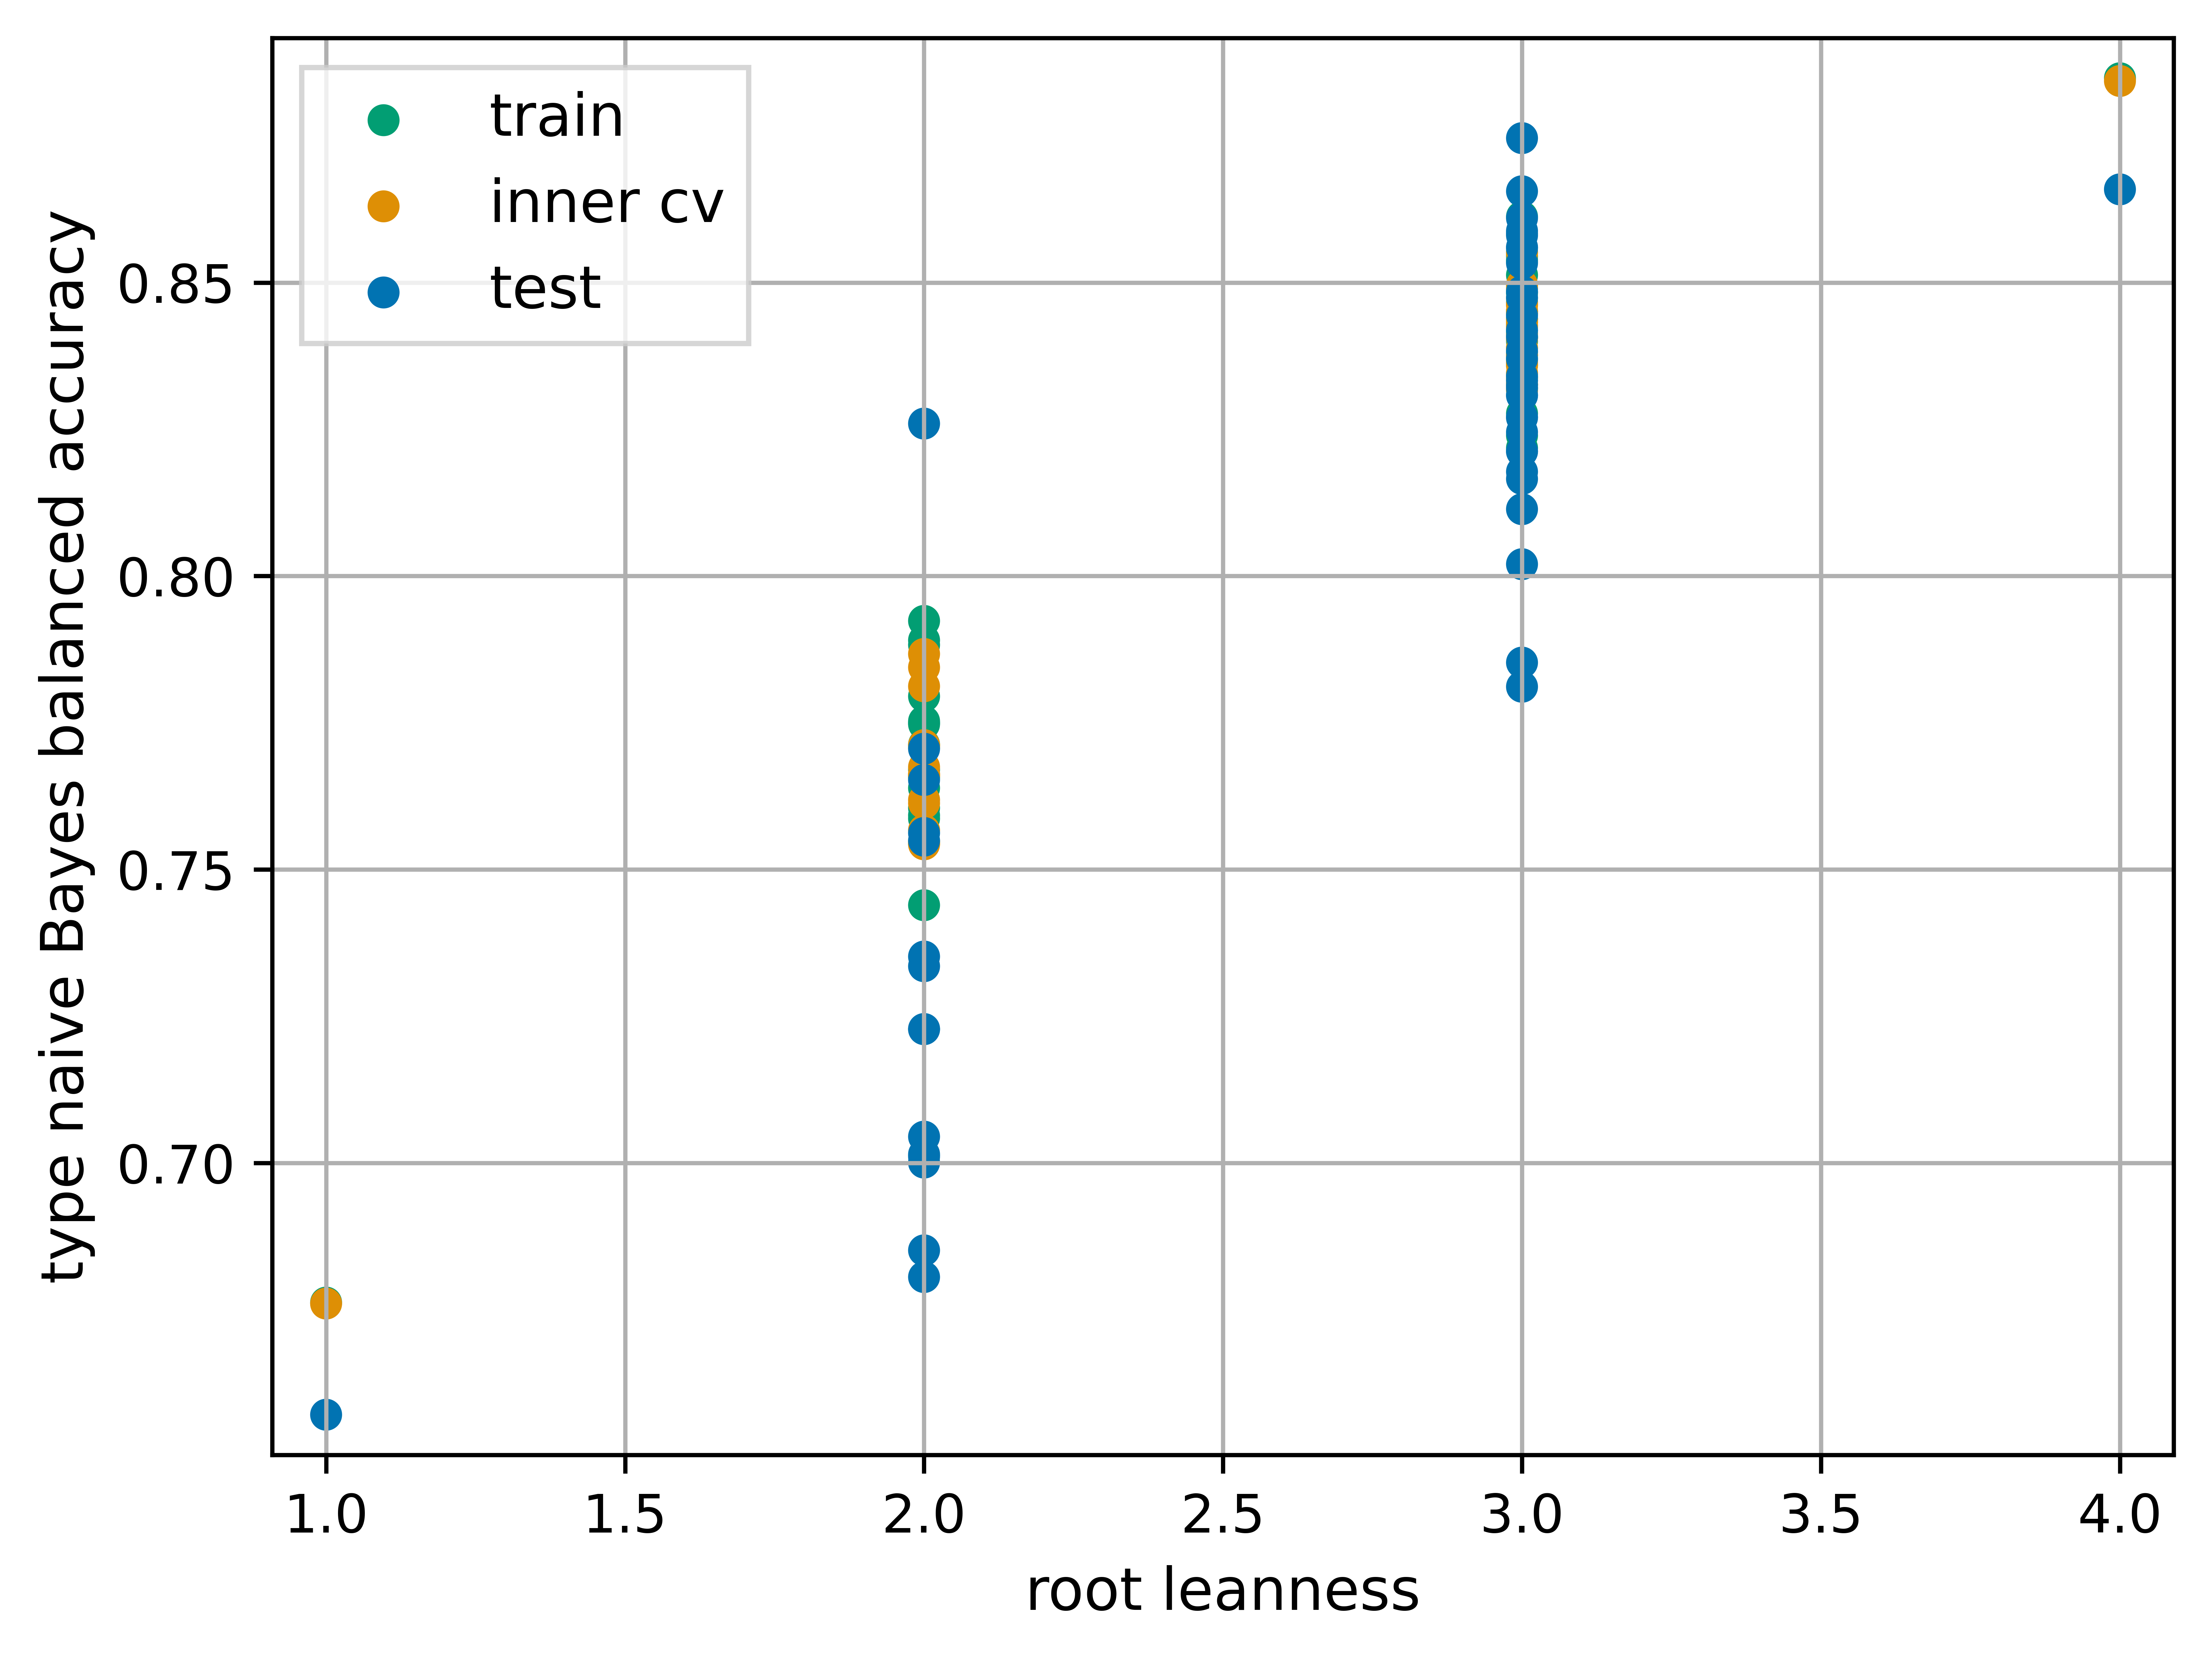 train
inner cv
test
0.85
0.80
0.75
0.70
type naive Bayes balanced accuracy
1.0 1.5 2.0 2.5 3.0 3.5 4.0
root leanness